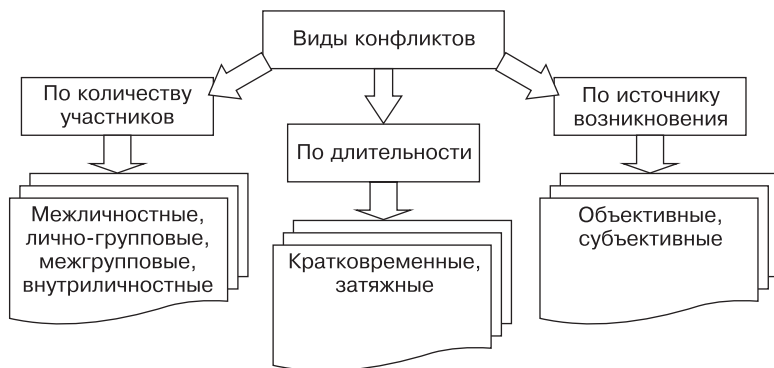 Виды конфликтов
По количеству
участников
По длительности
По источнику
возникновения
Межличностные,
лично-групповые,
межгрупповые,
внутриличностные
Кратковременные,
затяжные
Объективные,
субъективные